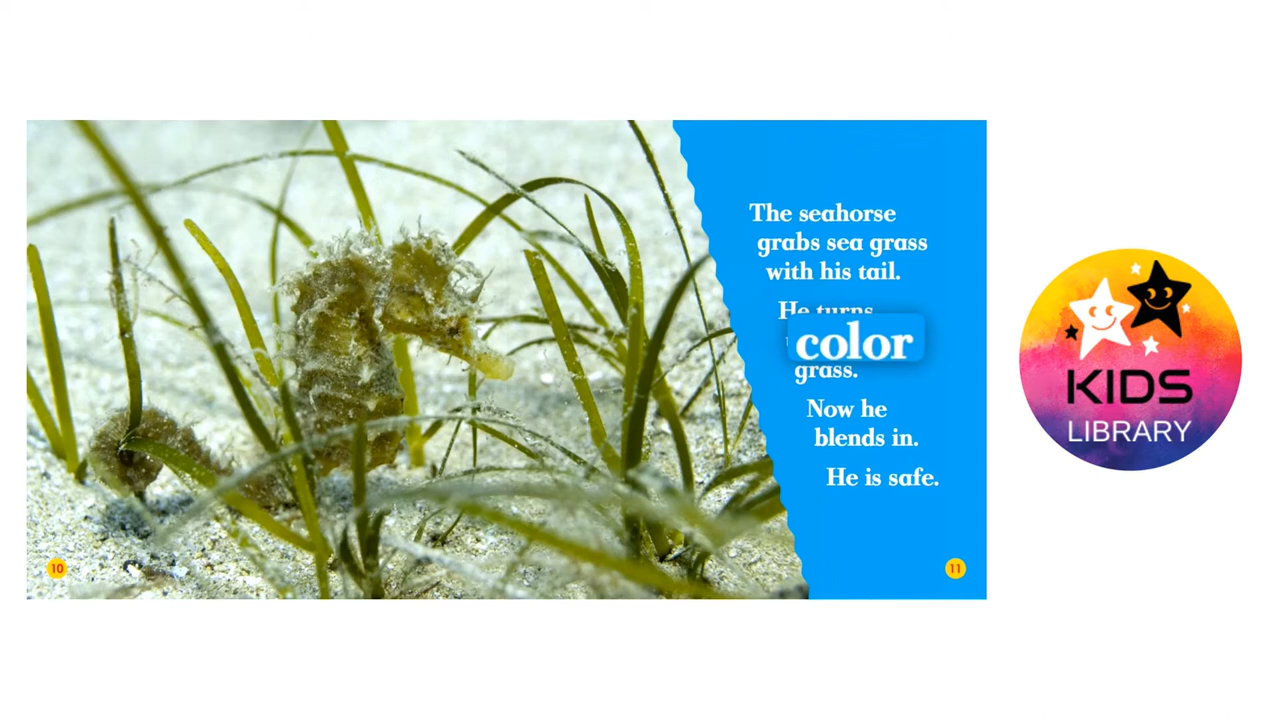 The seahorse
grabs sea grass
with his tail.
He turns
color
grass.
Now he
blends in.
He is safe.
10
11
KIDS
LIBRARY